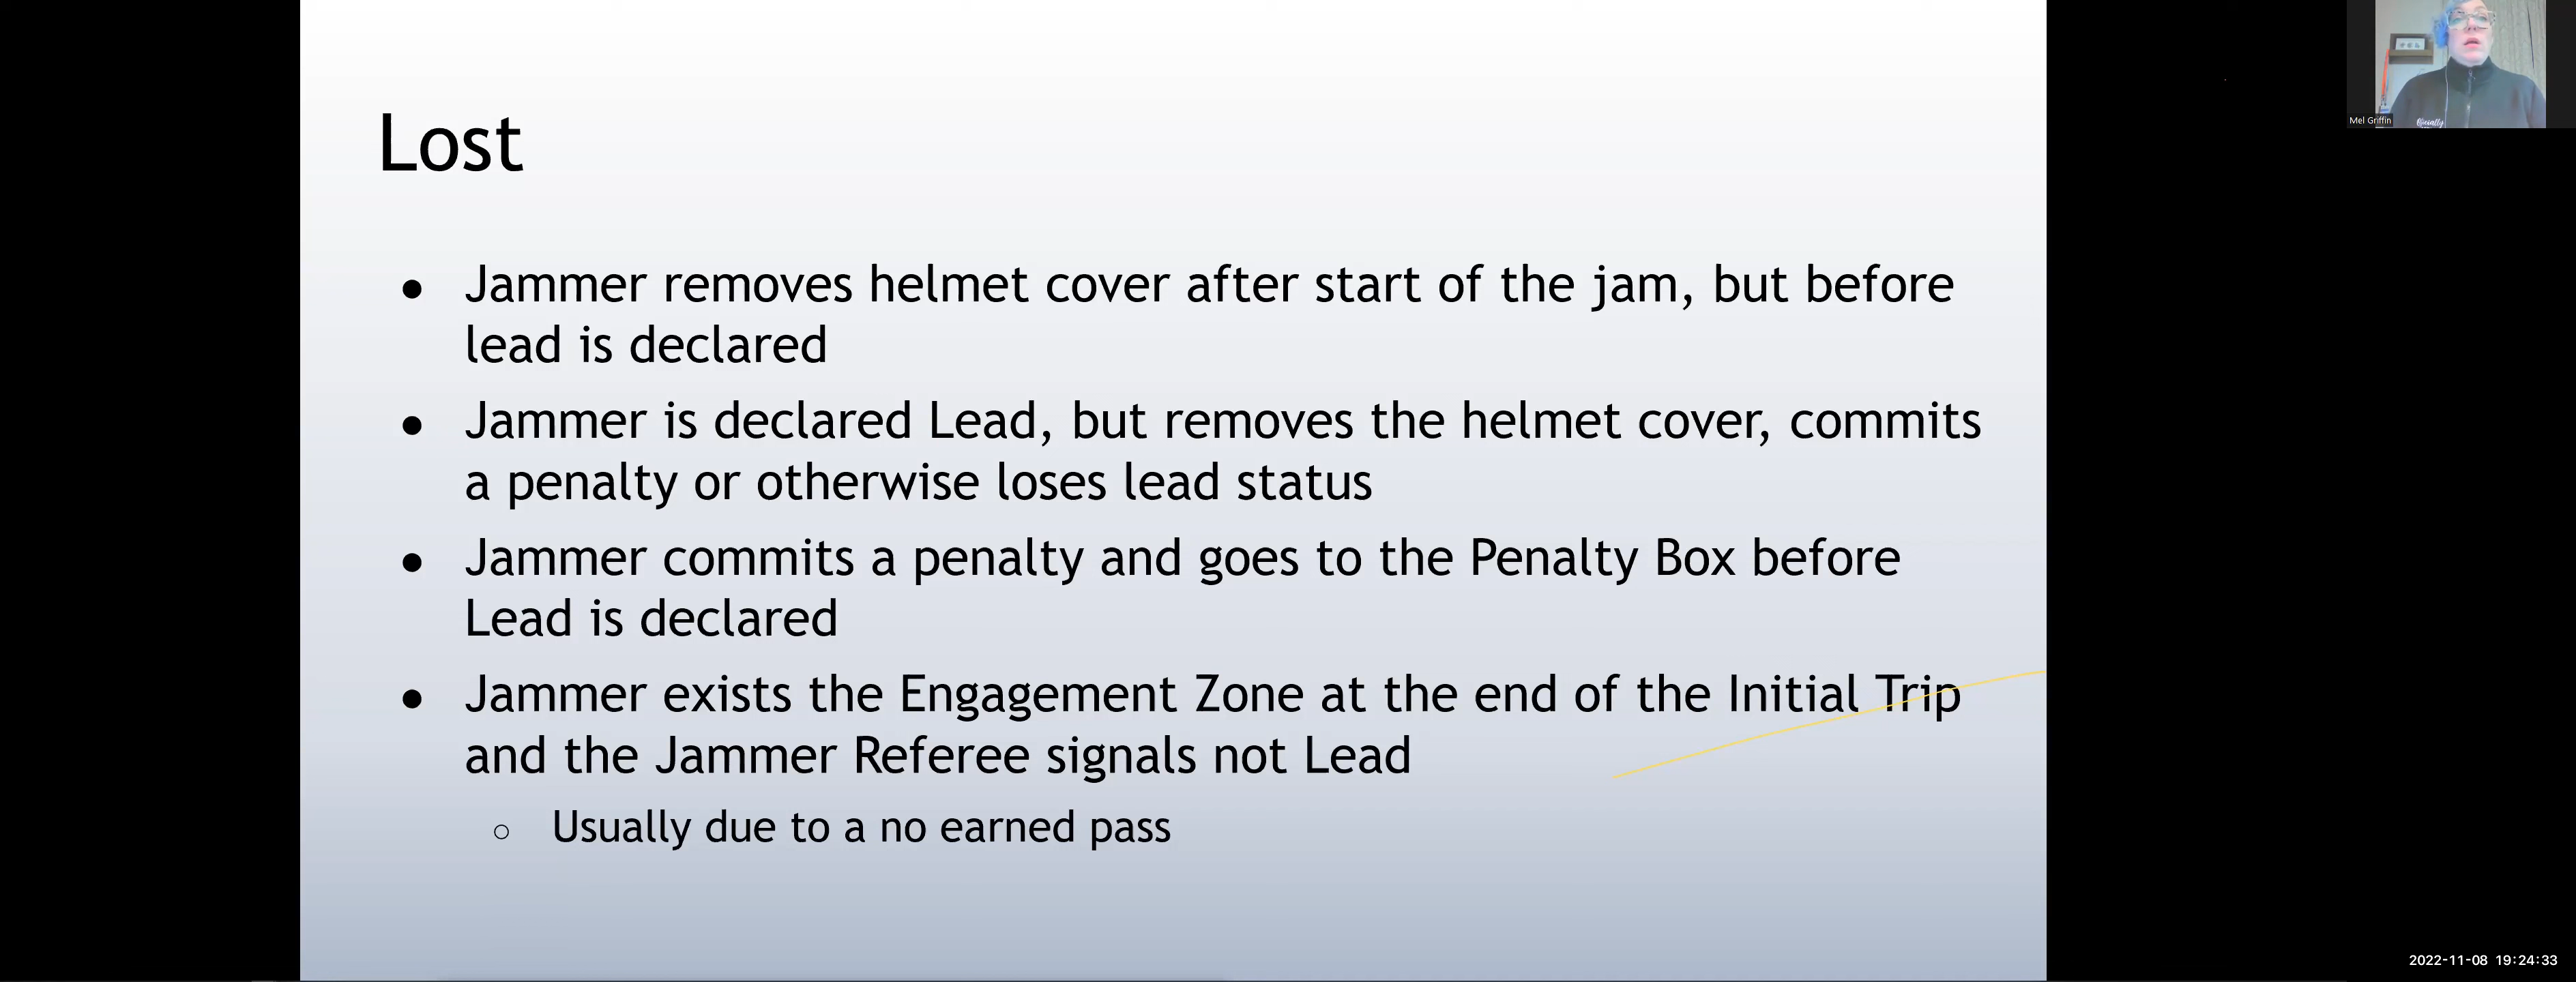 Lost
● Jammer removes helmet cover after start of the jam, but before
lead is declared
● Jammer is declared Lead, but removes the helmet cover, commits
a penalty or otherwise loses lead status
● Jammer commits a penalty and goes to the Penalty Box before
Lead is declared
● Jammer exists the Engagement Zone at the end of the Initial Trip
and the Jammer Referee signals not Lead
○ Usually due to a no earned pass
Mel Griffin
Officially
2022-11-08 19:24:33